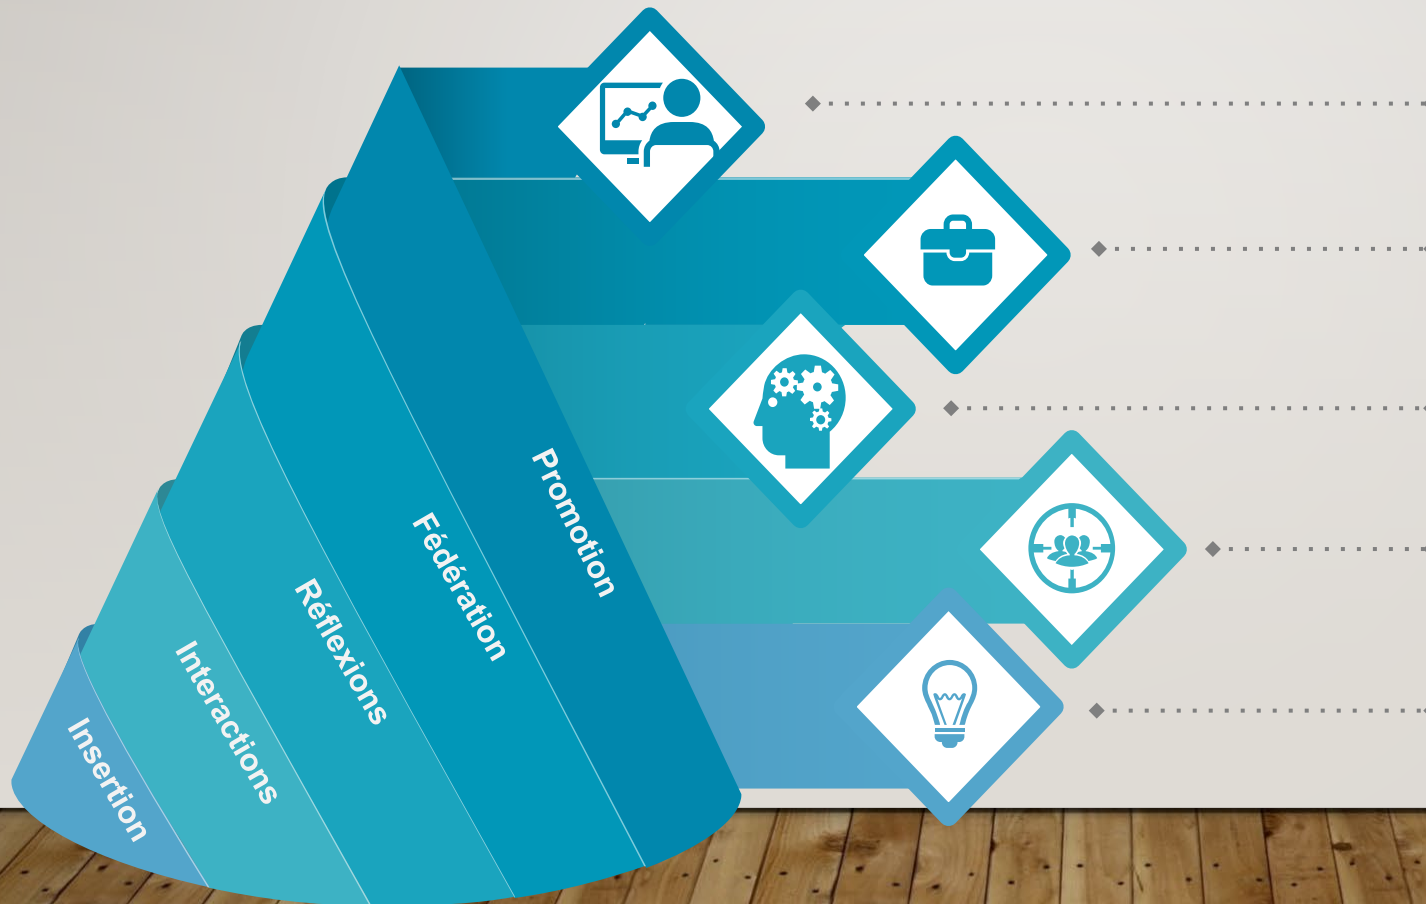 Promotion
Fédération
Réflexions
Interactions
Insertion